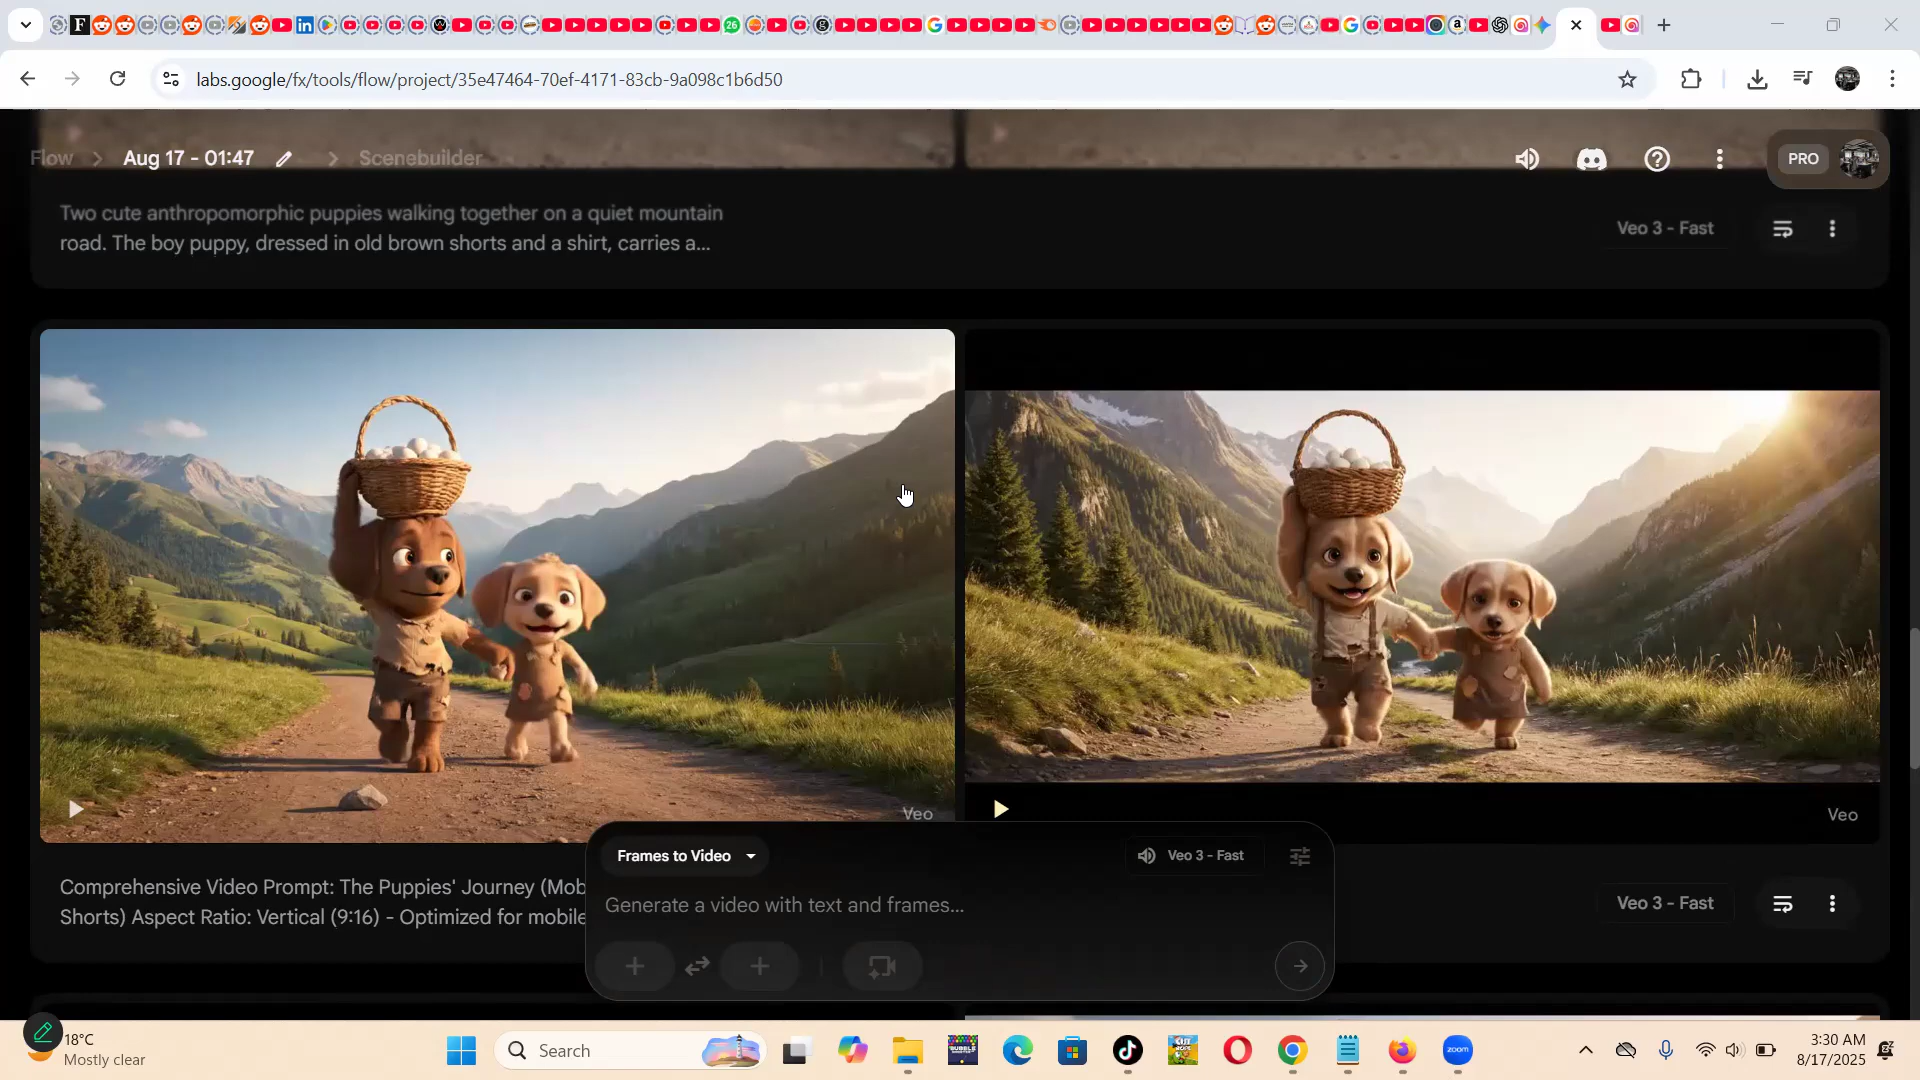 labs.google/fx/tools/flow/project/35e47464-70ef-4171-83cb-9a098c1b6d50
Flow
Aug 17 - 01:47
Scenebuilder
PRO
Two cute anthropomorphic puppies walking together on a quiet mountain
road. The boy puppy, dressed in old brown shorts and a shirt, carries a...
Veo 3 - Fast
Veo
Veo
Comprehensive Video Prompt: The Puppies' Journey (Mob
Shorts) Aspect Ratio: Vertical (9:16) - Optimized for mobile
Veo 3 - Fast
Frames to Video
Veo 3 - Fast
Generate a video with text and frames...
18°C
Mostly clear
Search
zoom
3:30 AM
8/17/2025